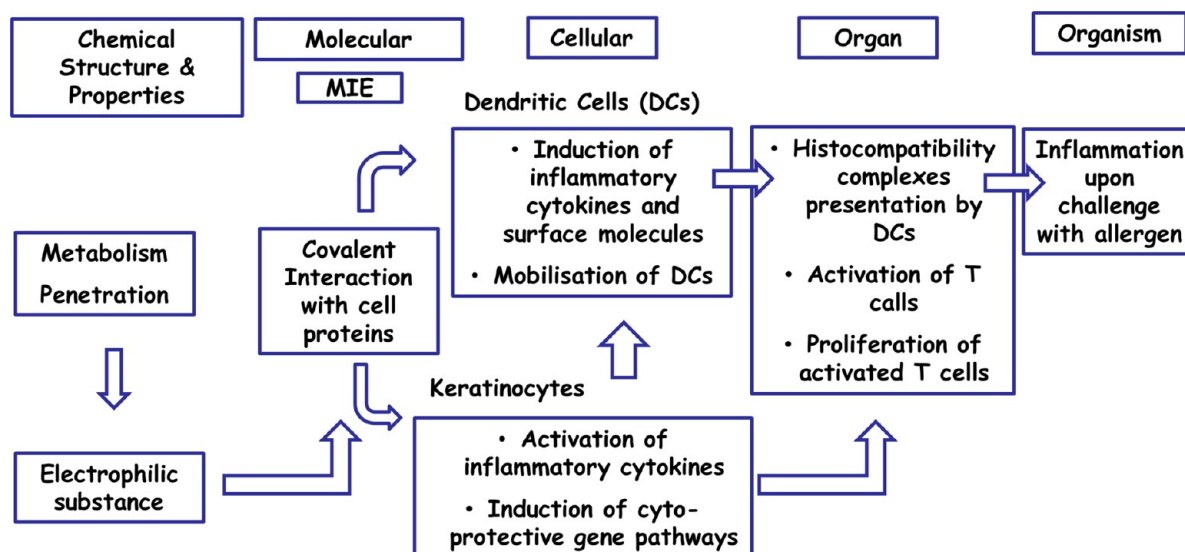 Chemical
Structure &
Properties
Molecular
MIE
Cellular
Organ
Organism
Metabolism
Penetration
Electrophilic
substance
Covalent
Interaction
with cell
proteins
Dendritic Cells (DCs)
• Induction of
inflammatory
cytokines and
surface molecules
• Mobilisation of DCs
Keratinocytes
• Activation of
inflammatory cytokines
• Induction of cyto-
protective gene pathways
• Histocompatibility
complexes
presentation by
DCs
• Activation of T
calls
• Proliferation of
activated T cells
Inflammation
upon
challenge
with allergen